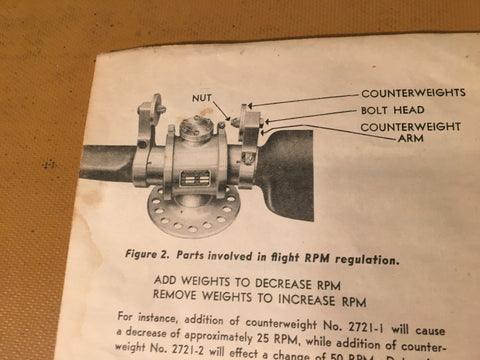 NUT
COUNTERWEIGHTS
BOLT HEAD
COUNTERWEIGHT
ARM
Figure 2. Parts involved in flight RPM regulation.
ADD WEIGHTS TO DECREASE RPM
REMOVE WEIGHTS TO INCREASE RPM
For instance, addition of counterweight No. 2721-1 will cause
a decrease of approximately 25 RPM, while addition of counter-
weight No. 2721-2 will effect a change of 50 RPM.